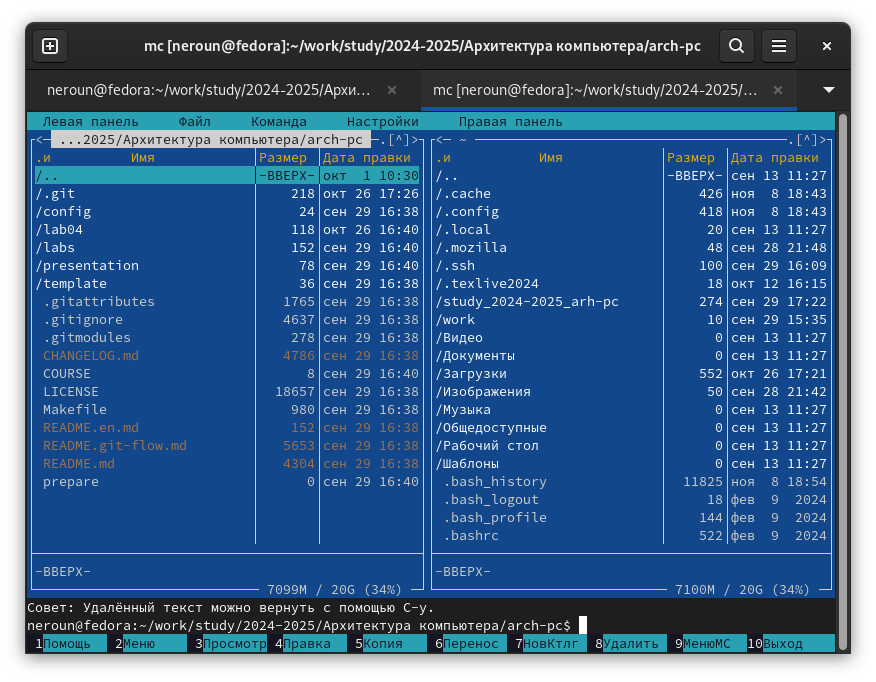 mc [neroun@fedora]:~/work/study/2024-2025/Архитектура компьютера/arch-pc
neroun@fedora:~/work/study/2024-2025/Архи... × mc [neroun@fedora]:~/work/study/2024-2025/... ×
Левая панель Файл Команда Настройки Правая панель
<— ...2025/Архитектура компьютера/arch-pc —.[^]> <— ~ —.[^]>
.и Имя Размер Дата правки .и Имя Размер Дата правки
/.. -ВВЕРХ- окт 1 10:30 /.. -ВВЕРХ- сен 13 11:27
/.git 218 окт 26 17:26 /.cache 426 ноя 8 18:43
/config 24 сен 29 16:38 /.config 418 ноя 8 18:43
/lab04 118 окт 26 16:40 /.local 20 сен 13 11:27
/labs 152 сен 29 16:40 /.mozilla 48 сен 28 21:48
/presentation 78 сен 29 16:40 /.ssh 100 сен 29 16:09
/template 36 сен 29 16:38 /.texlive2024 18 окт 12 16:15
.gitattributes 1765 сен 29 16:38 /study_2024-2025_arh-pc 274 сен 29 17:22
.gitignore 4637 сен 29 16:38 /work 10 сен 29 15:35
.gitmodules 278 сен 29 16:38 /Видео 0 сен 13 11:27
CHANGELOG.md 4786 сен 29 16:38 /Документы 0 сен 13 11:27
COURSE 8 сен 29 16:40 /Загрузки 552 окт 26 17:21
LICENSE 18657 сен 29 16:38 /Изображения 50 сен 28 21:42
Makefile 980 сен 29 16:38 /Музыка 0 сен 13 11:27
README.en.md 152 сен 29 16:38 /Общедоступные 0 сен 13 11:27
README.git-flow.md 5653 сен 29 16:38 /Рабочий стол 0 сен 13 11:27
README.md 4304 сен 29 16:38 /Шаблоны 0 сен 13 11:27
prepare 0 сен 29 16:40 .bash_history 11825 ноя 8 18:54
.bash_logout 18 фев 9 2024
.bash_profile 144 фев 9 2024
.bashrc 522 фев 9 2024
-ВВЕРХ- -ВВЕРХ-
7099M / 20G (34%) 7100M / 20G (34%)
Совет: Удалённый текст можно вернуть с помощью C-y.
neroun@fedora:~/work/study/2024-2025/Архитектура компьютера/arch-pc$
1Помощь 2Меню 3Просмотр 4Правка 5Копия 6Перенос 7НовКтлг 8Удалить 9МенюМС 10Выход